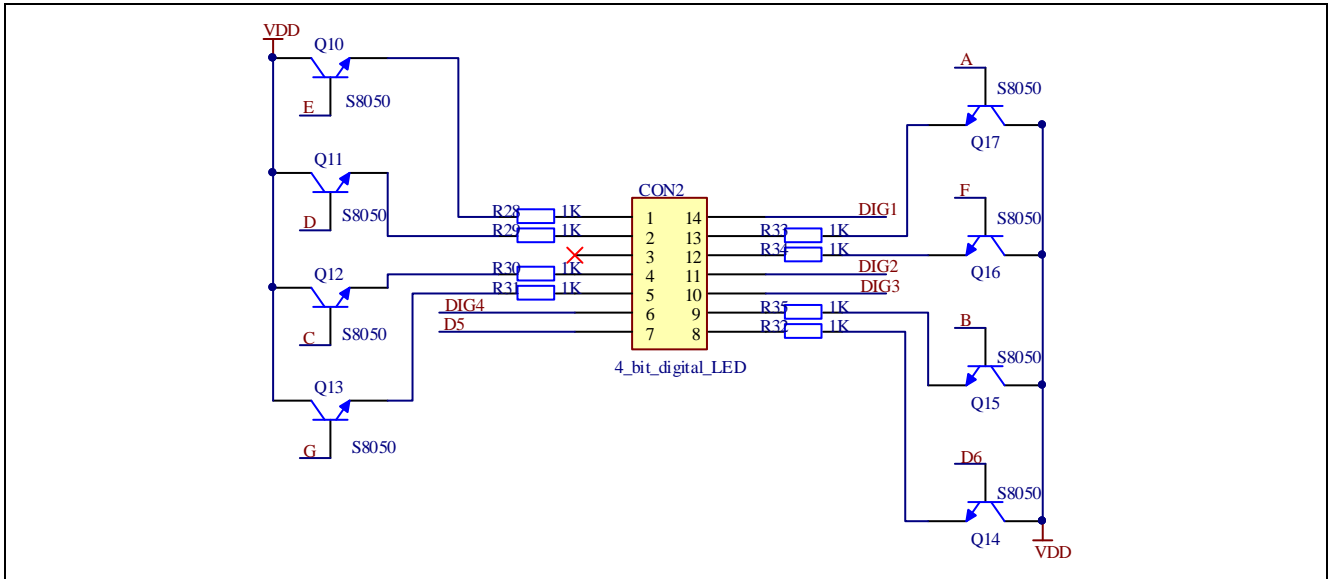 VDD
Q10
E
S8050
A
S8050
Q17
Q11
D
S8050
CON2
F
S8050
Q16
R28 1K
R29 1K
1 14
2 13
3 12
4 11
5 10
6 9
7 8
DIG1
R33 1K
R34 1K
DIG2
DIG3
Q12
C
S8050
R30 1K
R31 1K
DIG4
D5
R35 1K
R32 1K
B
S8050
Q15
4_bit_digital_LED
Q13
G
S8050
D6
S8050
Q14
VDD